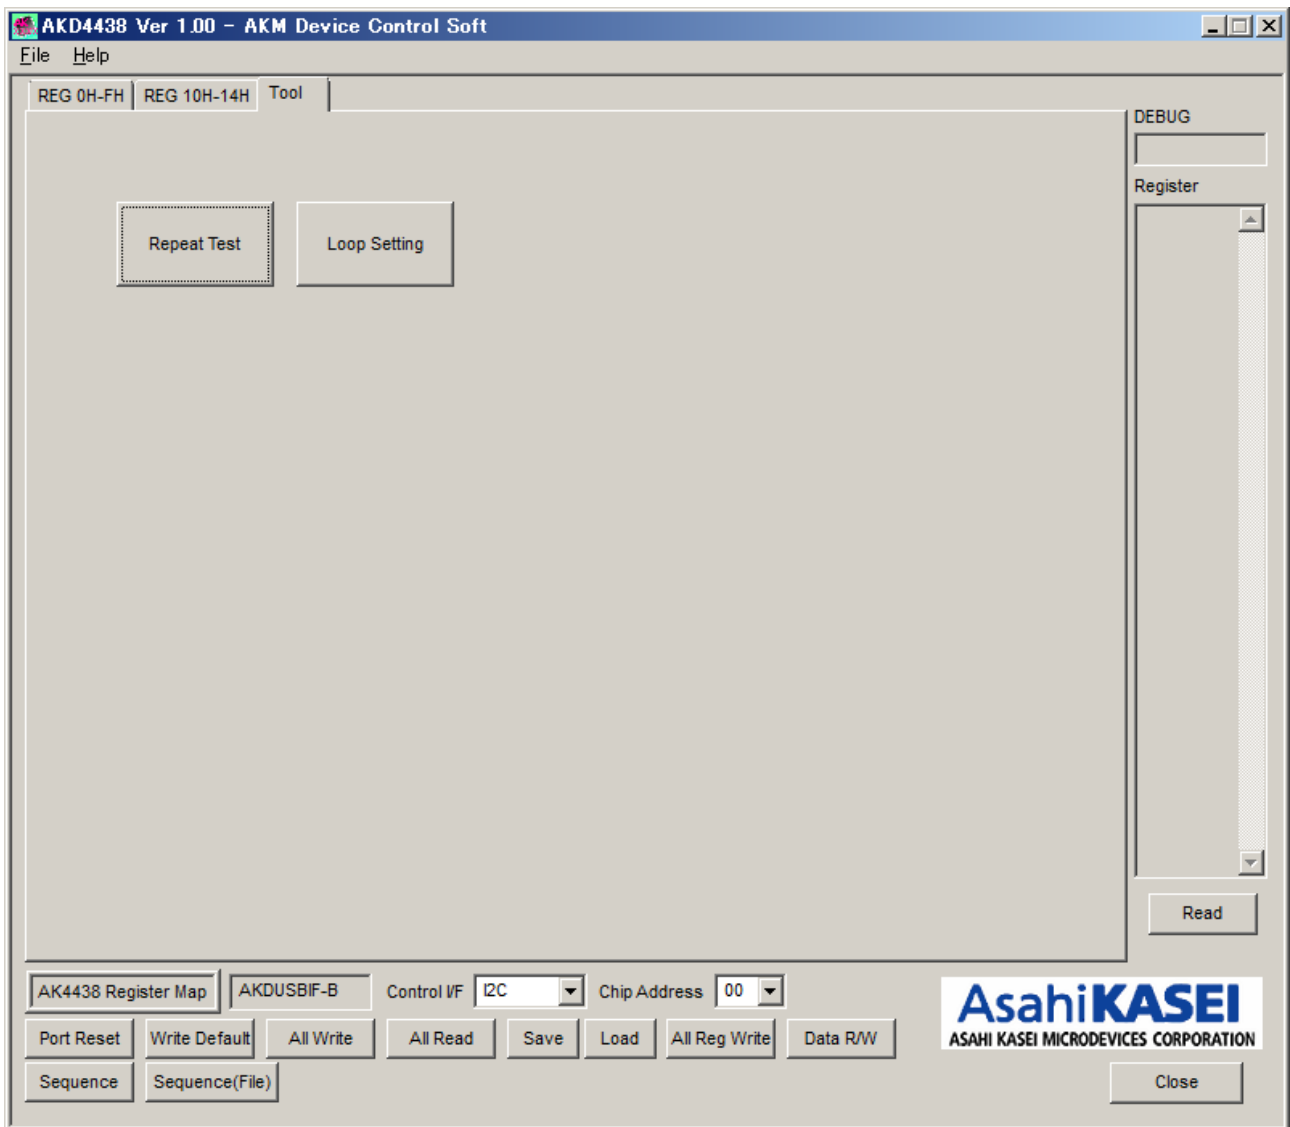 AKD4438 Ver 1.00 - AKM Device Control Soft
File Help
REG 0H-FH REG 10H-14H Tool
DEBUG
Register
Repeat Test Loop Setting
Read
AK4438 Register Map AKDUSBIF-B Control I/F I2C Chip Address 00
Port Reset Write Default All Write All Read Save Load All Reg Write Data R/W
Sequence Sequence(File)
AsahiKASEI
ASAHI KASEI MICRODEVICES CORPORATION
Close